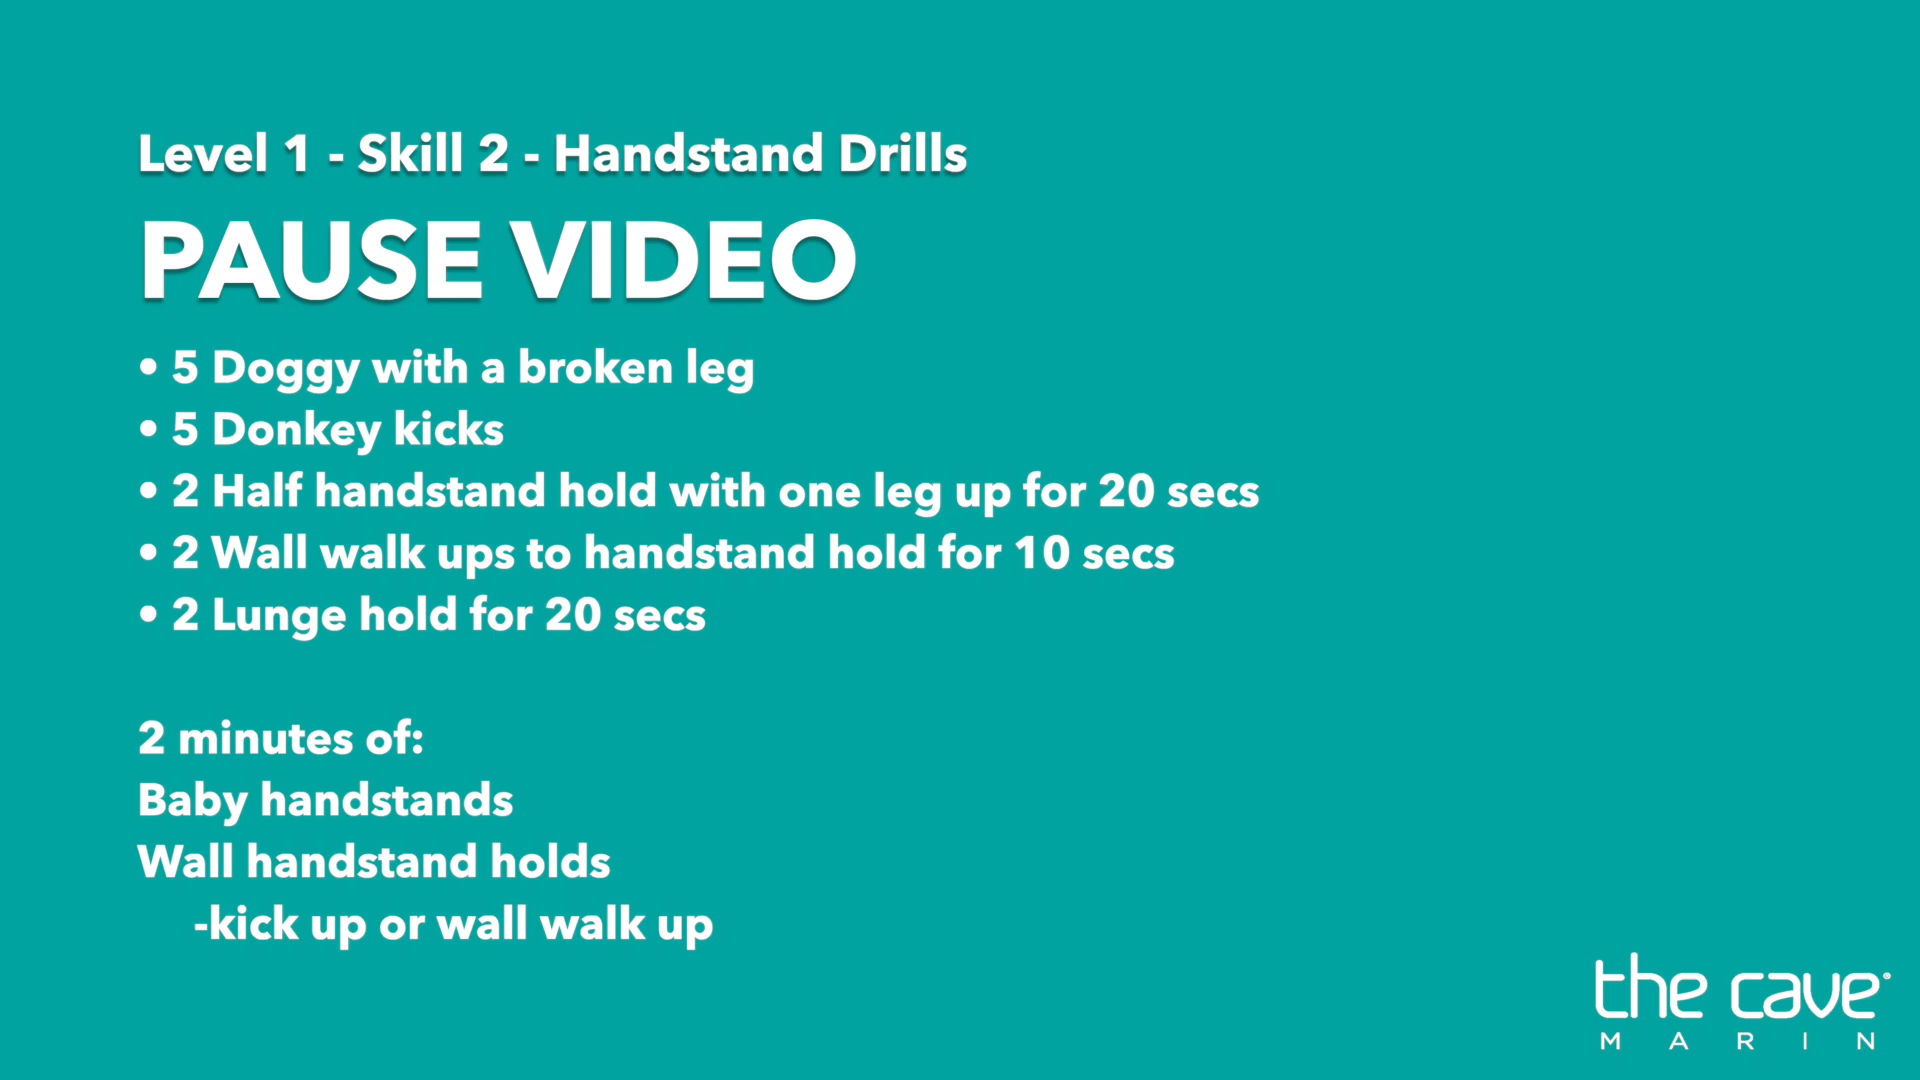 Level 1 - Skill 2 - Handstand Drills
PAUSE VIDEO
• 5 Doggy with a broken leg
• 5 Donkey kicks
• 2 Half handstand hold with one leg up for 20 secs
• 2 Wall walk ups to handstand hold for 10 secs
• 2 Lunge hold for 20 secs
2 minutes of:
Baby handstands
Wall handstand holds
-kick up or wall walk up
the cave®
MARIN